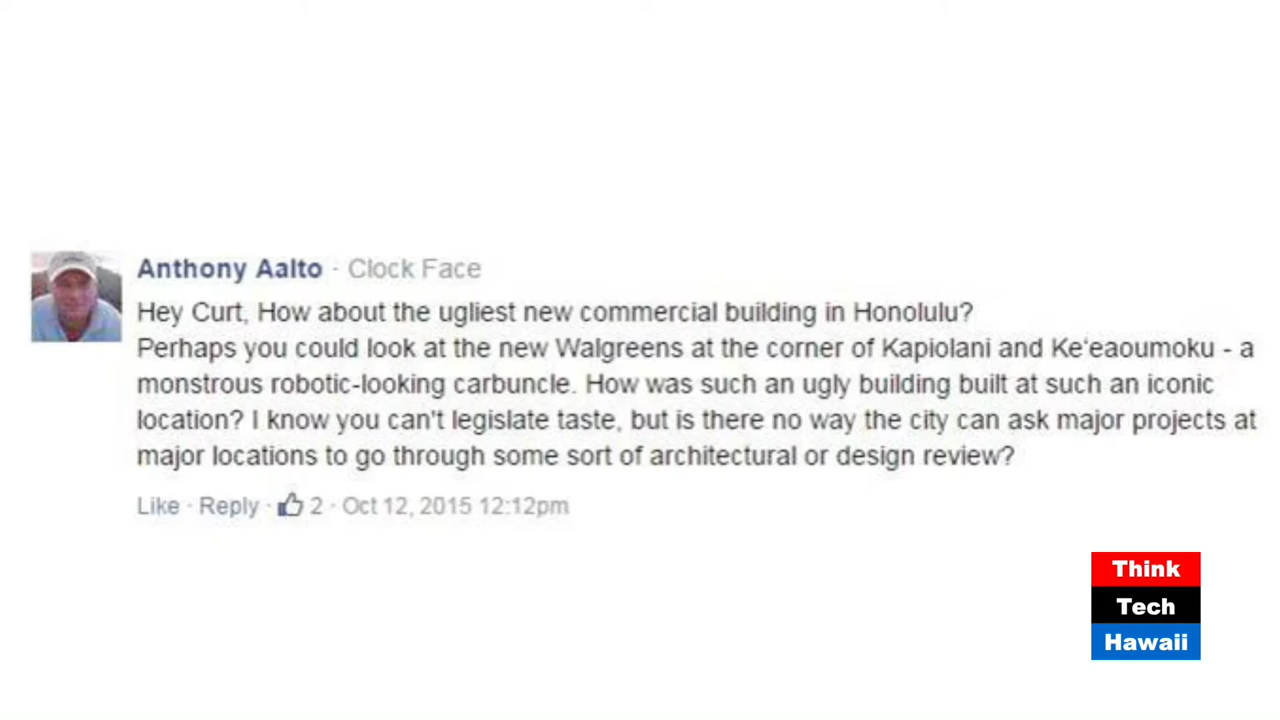 Anthony Aalto · Clock Face
Hey Curt, How about the ugliest new commercial building in Honolulu?
Perhaps you could look at the new Walgreens at the corner of Kapiolani and Ke‘eaoumoku - a
monstrous robotic-looking carbuncle. How was such an ugly building built at such an iconic
location? I know you can't legislate taste, but is there no way the city can ask major projects at
major locations to go through some sort of architectural or design review?
Like · Reply · 2 · Oct 12, 2015 12:12pm
Think
Tech
Hawaii